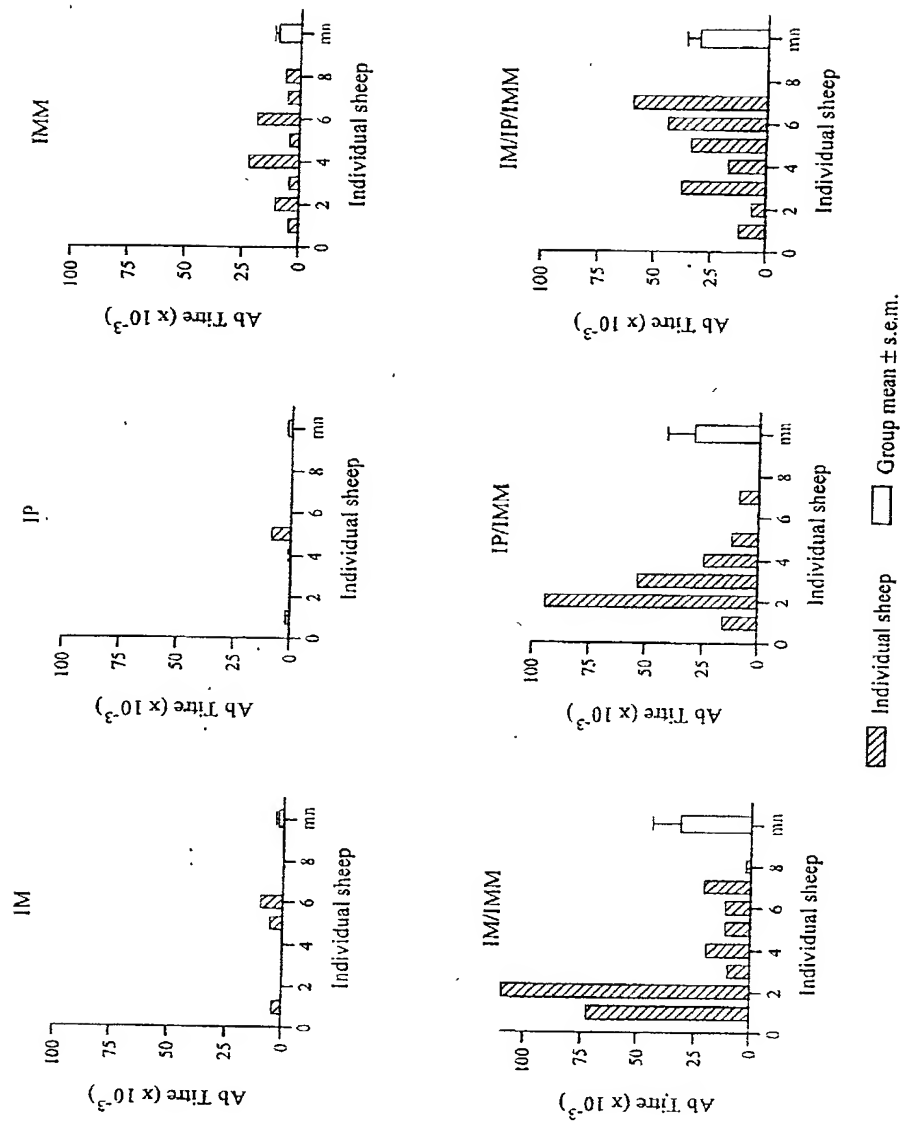 IM
Ab Titre (x 10-3)
100
75
50
25
0
0 2 4 6 8 mn
Individual sheep
IP
Ab Titre (x 10-3)
100
75
50
25
0
0 2 4 6 8 mn
Individual sheep
IMM
Ab Titre (x 10-3)
100
75
50
25
0
0 2 4 6 8 mn
Individual sheep
IM/IMM
Ab Titre (x 10-3)
100
75
50
25
0
0 2 4 6 8 mn
Individual sheep
IP/IMM
Ab Titre (x 10-3)
100
75
50
25
0
0 2 4 6 8 mn
Individual sheep
IM/IP/IMM
Ab Titre (x 10-3)
100
75
50
25
0
0 2 4 6 8 mn
Individual sheep
Individual sheep
Group mean ± s.e.m.